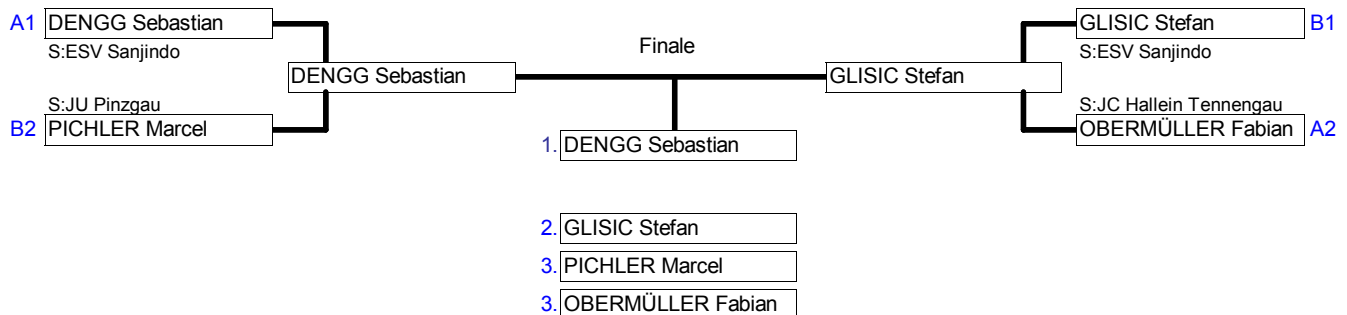 A1 DENGG Sebastian
S:ESV Sanjindo
GLISIC Stefan B1
S:ESV Sanjindo
Finale
DENGG Sebastian
GLISIC Stefan
S:JU Pinzgau
B2 PICHLER Marcel
S:JC Hallein Tennengau
OBERMÜLLER Fabian A2
1. DENGG Sebastian
2. GLISIC Stefan
3. PICHLER Marcel
3. OBERMÜLLER Fabian